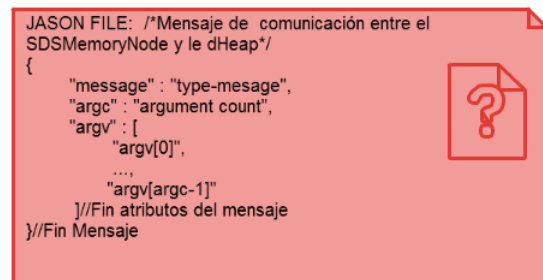 JASON FILE: /*Mensaje de comunicación entre el
SDSMemoryNode y le dHeap*/
{
"message" : "type-mesage",
"argc" : "argument count",
"argv" : [
"argv[0]",
...,
"argv[argc-1]"
]//Fin atributos del mensaje
}//Fin Mensaje
?